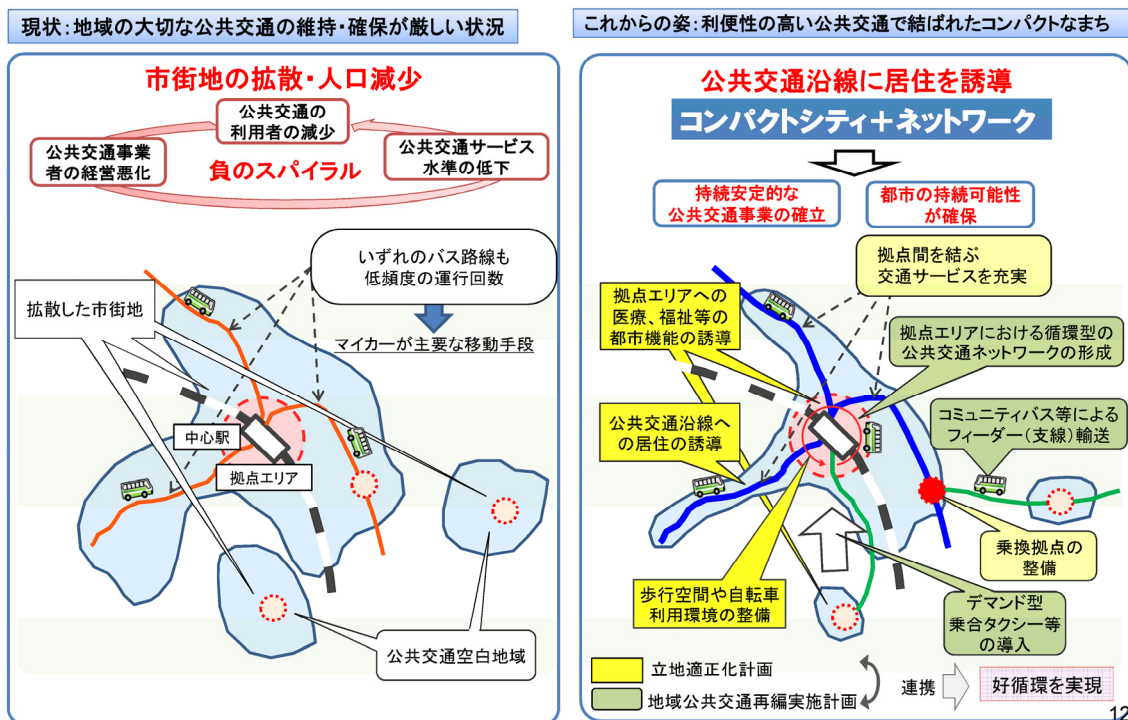 現状:地域の大切な公共交通の維持・確保が厳しい状況
市街地の拡散・人口減少
公共交通の
利用者の減少
公共交通事業
者の経営悪化
負のスパイラル
公共交通サービス
水準の低下
いずれのバス路線も
低頻度の運行回数
拡散した市街地
マイカーが主要な移動手段
中心駅
拠点エリア
公共交通空白地域
これからの姿:利便性の高い公共交通で結ばれたコンパクトなまち
公共交通沿線に居住を誘導
コンパクトシティ+ネットワーク
持続安定的な
公共交通事業の確立
都市の持続可能性
が確保
拠点間を結ぶ
交通サービスを充実
拠点エリアへの
医療、福祉等の
都市機能の誘導
拠点エリアにおける循環型の
公共交通ネットワークの形成
公共交通沿線へ
の居住の誘導
コミュニティバス等による
フィーダー(支線)輸送
乗換拠点の
整備
歩行空間や自転車
利用環境の整備
デマンド型
乗合タクシー等
の導入
立地適正化計画
地域公共交通再編実施計画
連携
好循環を実現
12